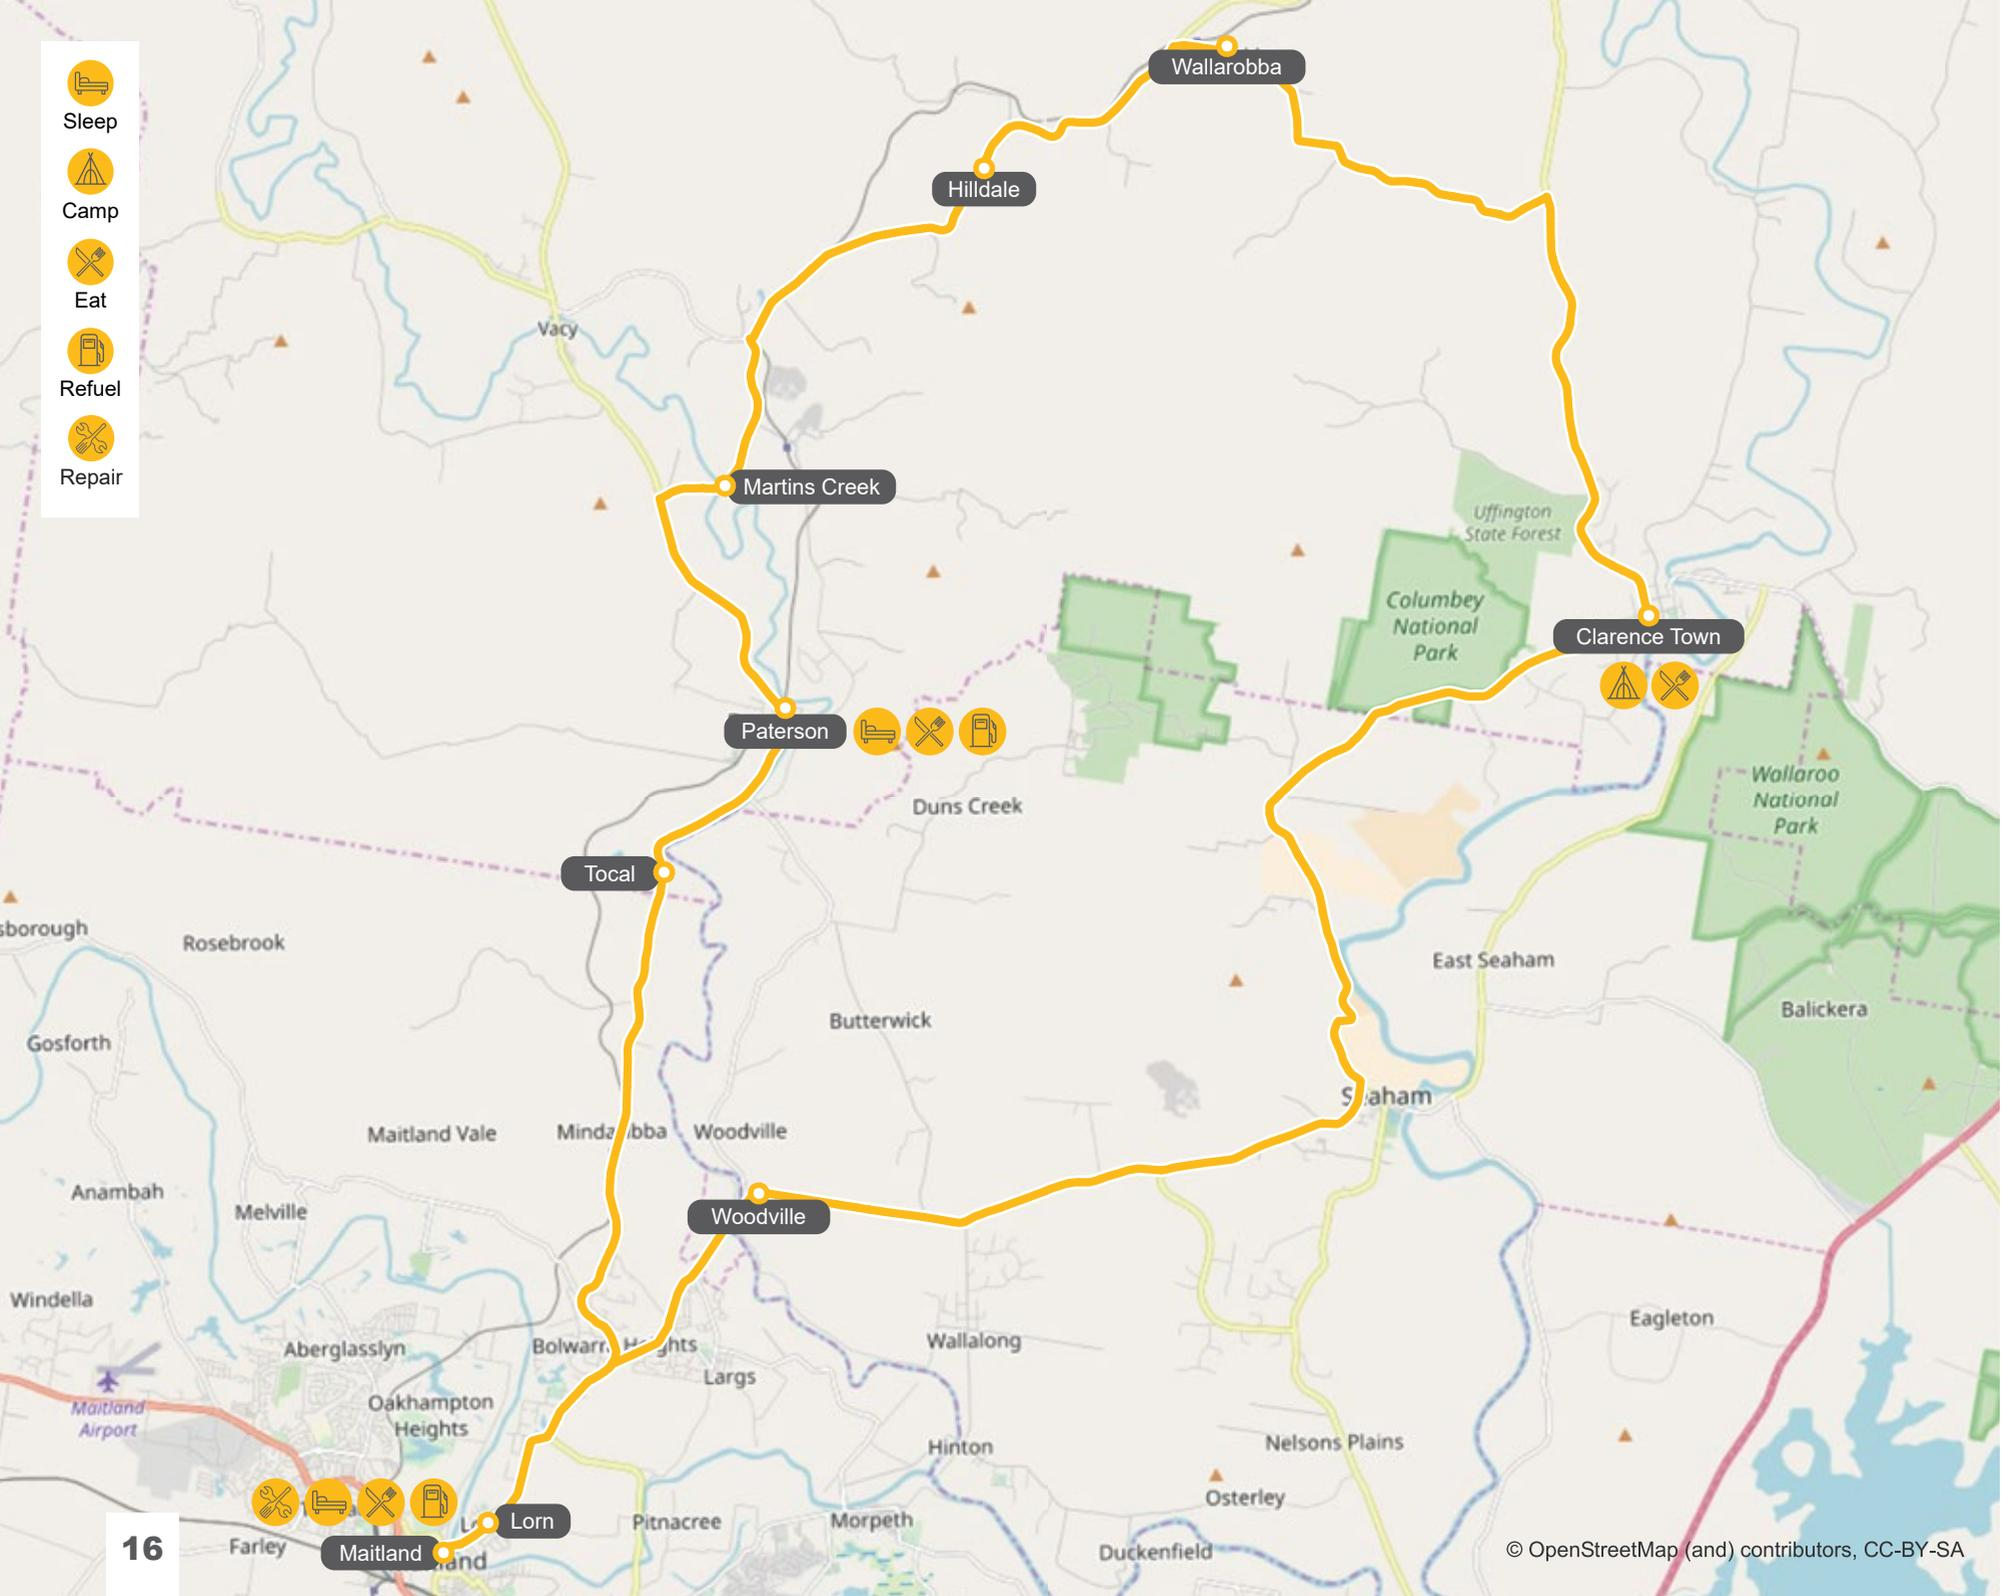 Sleep
Camp
Eat
Refuel
Repair
Wallarobba
Hilldale
Vacy
Martins Creek
Uffington
State Forest
Columbey
National
Park
Clarence Town
Paterson
Wallaroo
National
Park
Duns Creek
Tocal
sborough
Rosebrook
East Seaham
Balickera
Butterwick
Gosforth
Seaham
Maitland Vale
Woodville
Anambah
Melville
Woodville
Windella
Eagleton
Aberglasslyn
Wallalong
Largs
Maitland
Airport
Oakhampton
Heights
Hinton
Nelsons Plains
Osterley
Lorn
Pitnacree
Morpeth
Farley
Maitland
Duckenfield
16
© OpenStreetMap (and) contributors, CC-BY-SA